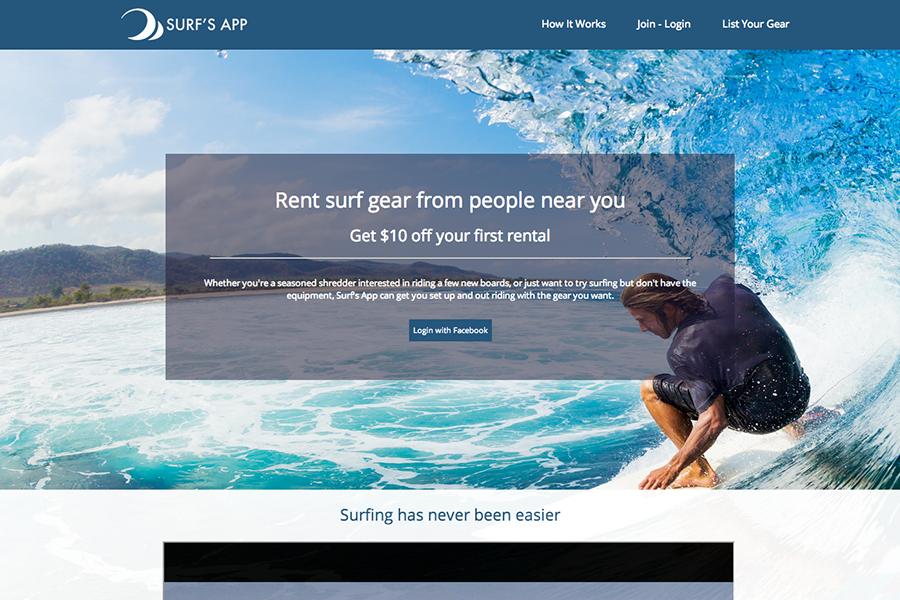 SURF'S APP
How It Works
Join - Login
List Your Gear
Rent surf gear from people near you
Get $10 off your first rental
Whether you're a seasoned shredder interested in riding a few new boards, or just want to try surfing but don't have the
equipment, Surf's App can get you set up and out riding with the gear you want.
Login with Facebook
Surfing has never been easier